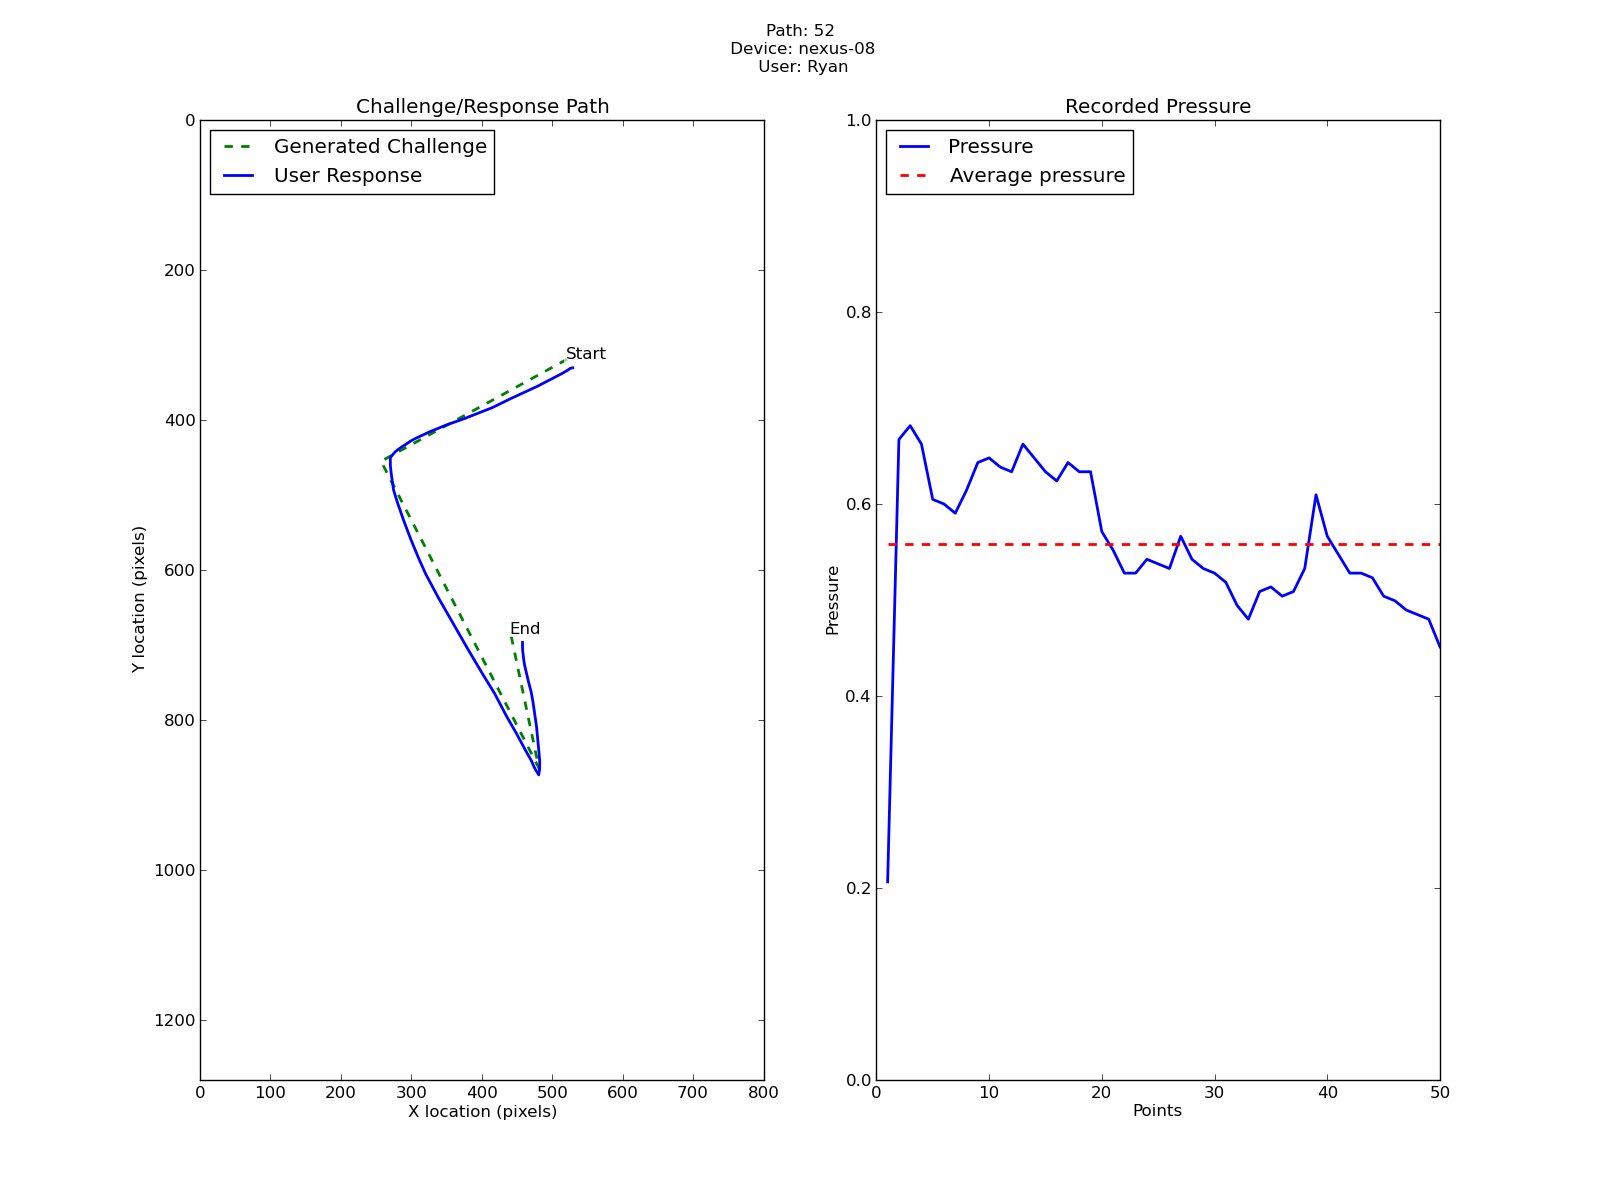 Path: 52
Device: nexus-08
User: Ryan
Challenge/Response Path
Generated Challenge
User Response
Start
End
0
200
400
600
800
1000
1200
Y location (pixels)
0 100 200 300 400 500 600 700 800
X location (pixels)
Recorded Pressure
Pressure
Average pressure
1.0
0.8
0.6
0.4
0.2
0.0
Pressure
0 10 20 30 40 50
Points